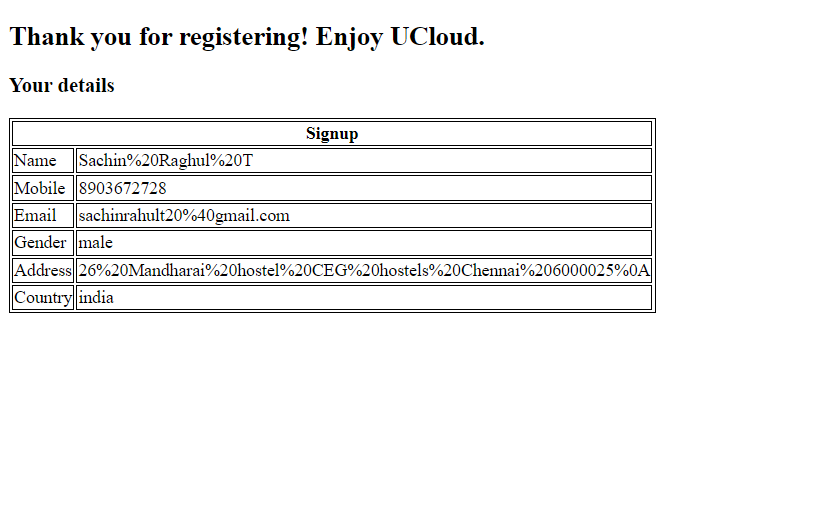 Thank you for registering! Enjoy UCloud.
Your details
Signup
Name Sachin%20Raghul%20T
Mobile 8903672728
Email sachinrahult20%40gmail.com
Gender male
Address 26%20Mandharai%20hostel%20CEG%20hostels%20Chennai%206000025%0A
Country india